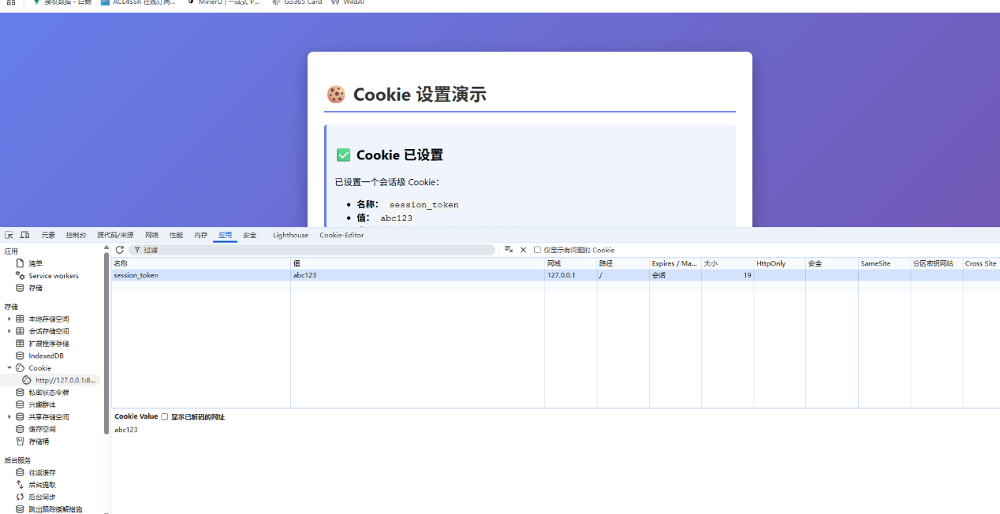 接收数据 - 白鲸 ACL4SSR 在线订阅... MinerU | 一站式 P... Go365 Card WildAI
Cookie 设置演示
Cookie 已设置
已设置一个会话级 Cookie:
名称: session_token
值: abc123
元素 控制台 源代码/来源 网络 性能 内存 应用 安全 Lighthouse Cookie-Editor
应用
清单
Service workers
存储
存储
本地存储空间
会话存储空间
扩展程序存储
IndexedDB
Cookie
http://127.0.0.1:8...
私密状态令牌
兴趣群体
共享存储空间
缓存空间
存储桶
后台服务
往返缓存
后台提取
后台同步
跳出跟踪缓解措施
过滤 仅显示有问题的 Cookie
名称 值 网域 路径 Expires / Ma... 大小 HttpOnly 安全 SameSite 分区密钥网站 Cross Site
session_token abc123 127.0.0.1 / 会话 19
Cookie Value 显示已解码的网址
abc123